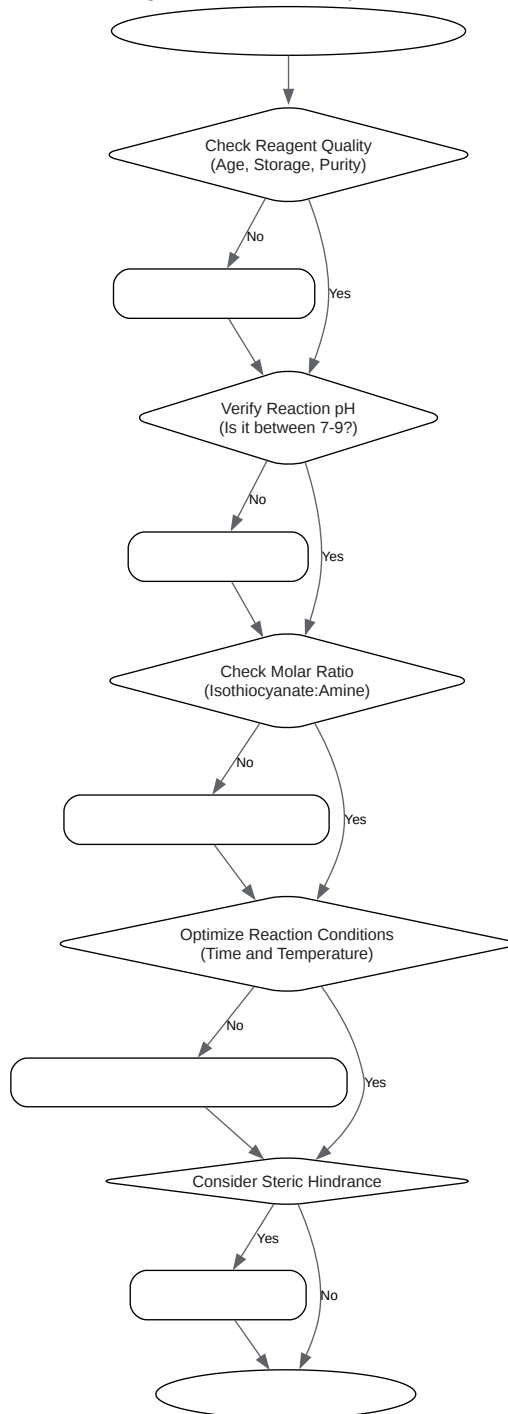 Check Reagent Quality
(Age, Storage, Purity)
No
Yes
Verify Reaction pH
(Is it between 7-9?)
No
Yes
Check Molar Ratio
(Isothiocyanate:Amine)
No
Yes
Optimize Reaction Conditions
(Time and Temperature)
No
Yes
Consider Steric Hindrance
Yes
No